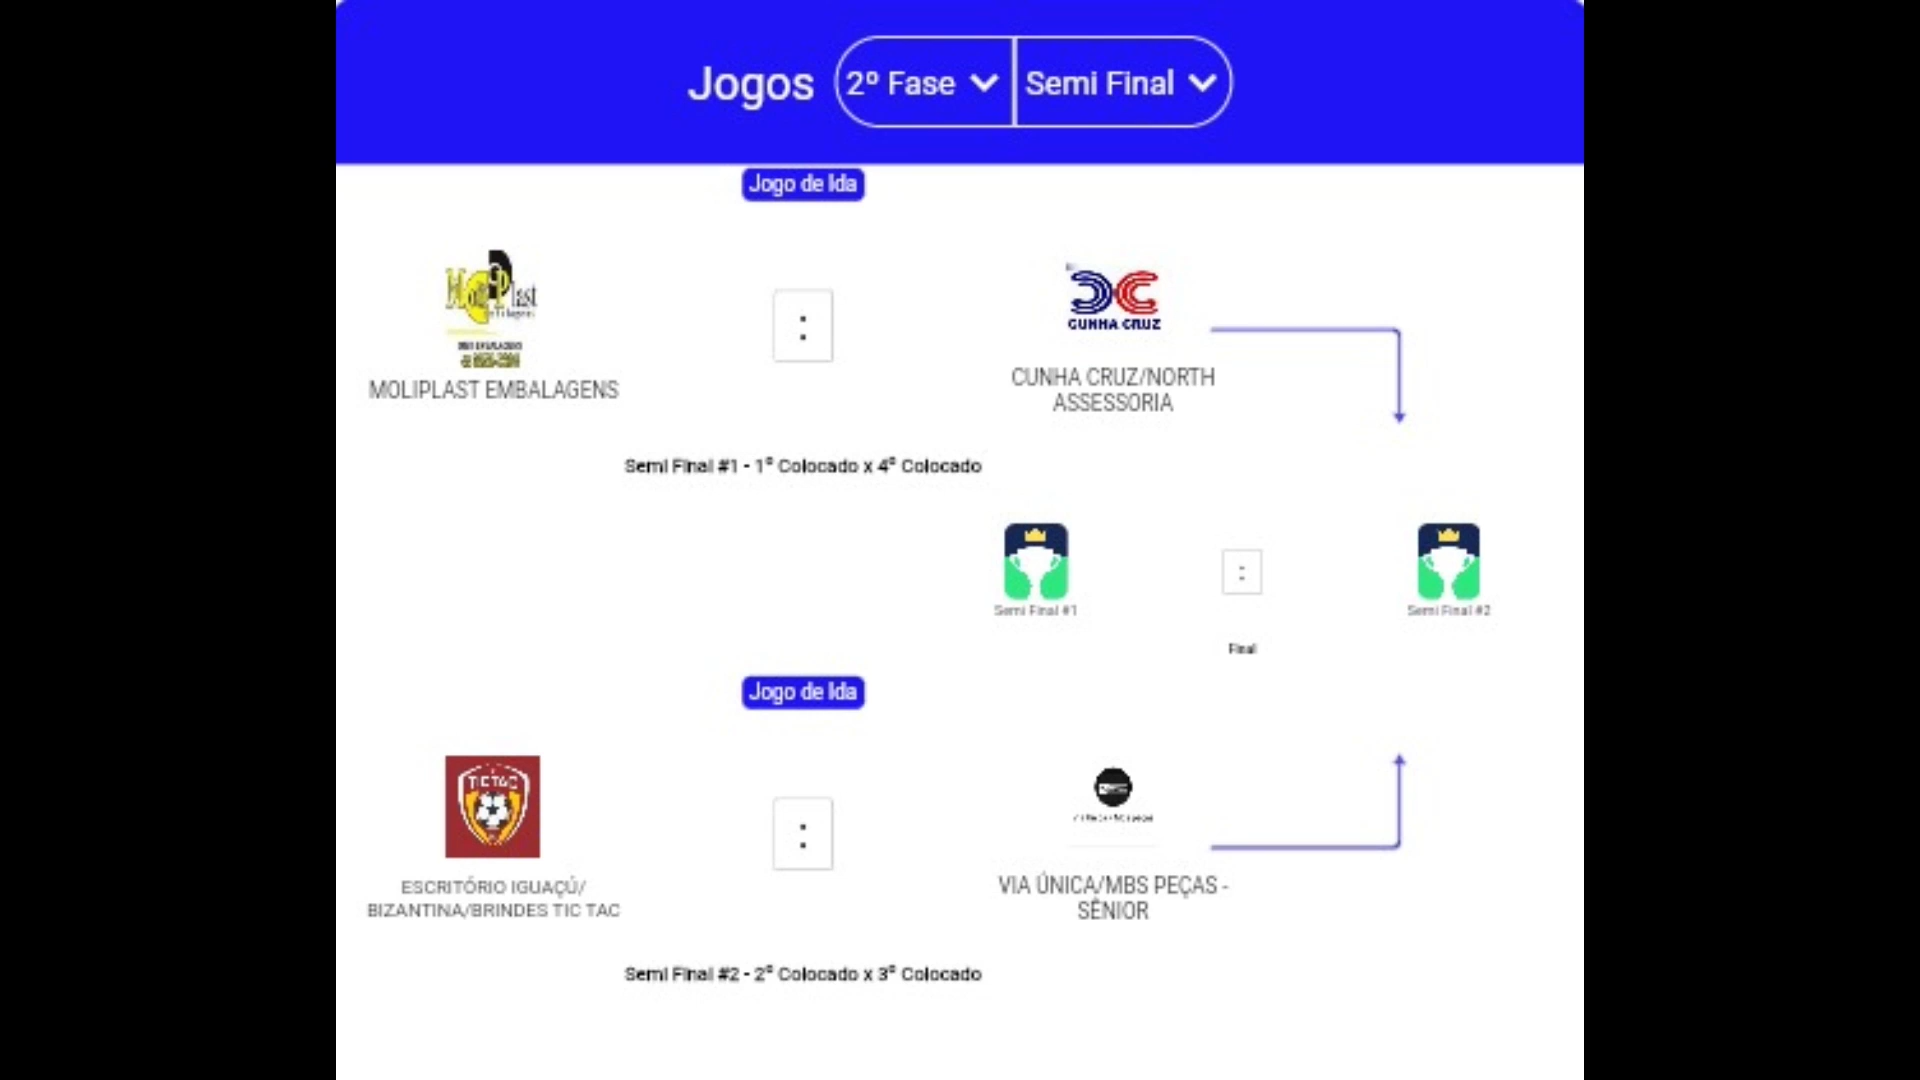 Jogos 2º Fase Semi Final
Jogo de Ida
CUNHA CRUZ
MOLIPLAST EMBALAGENS
:
CUNHA CRUZ/NORTH
ASSESSORIA
Semi Final #1 - 1º Colocado x 4º Colocado
Semi Final #1
:
Semi Final #2
Final
Jogo de Ida
TIC TAC
ESCRITÓRIO IGUAÇÚ/
BIZANTINA/BRINDES TIC TAC
:
VIA ÚNICA/MBS PEÇAS -
SÊNIOR
Semi Final #2 - 2º Colocado x 3º Colocado